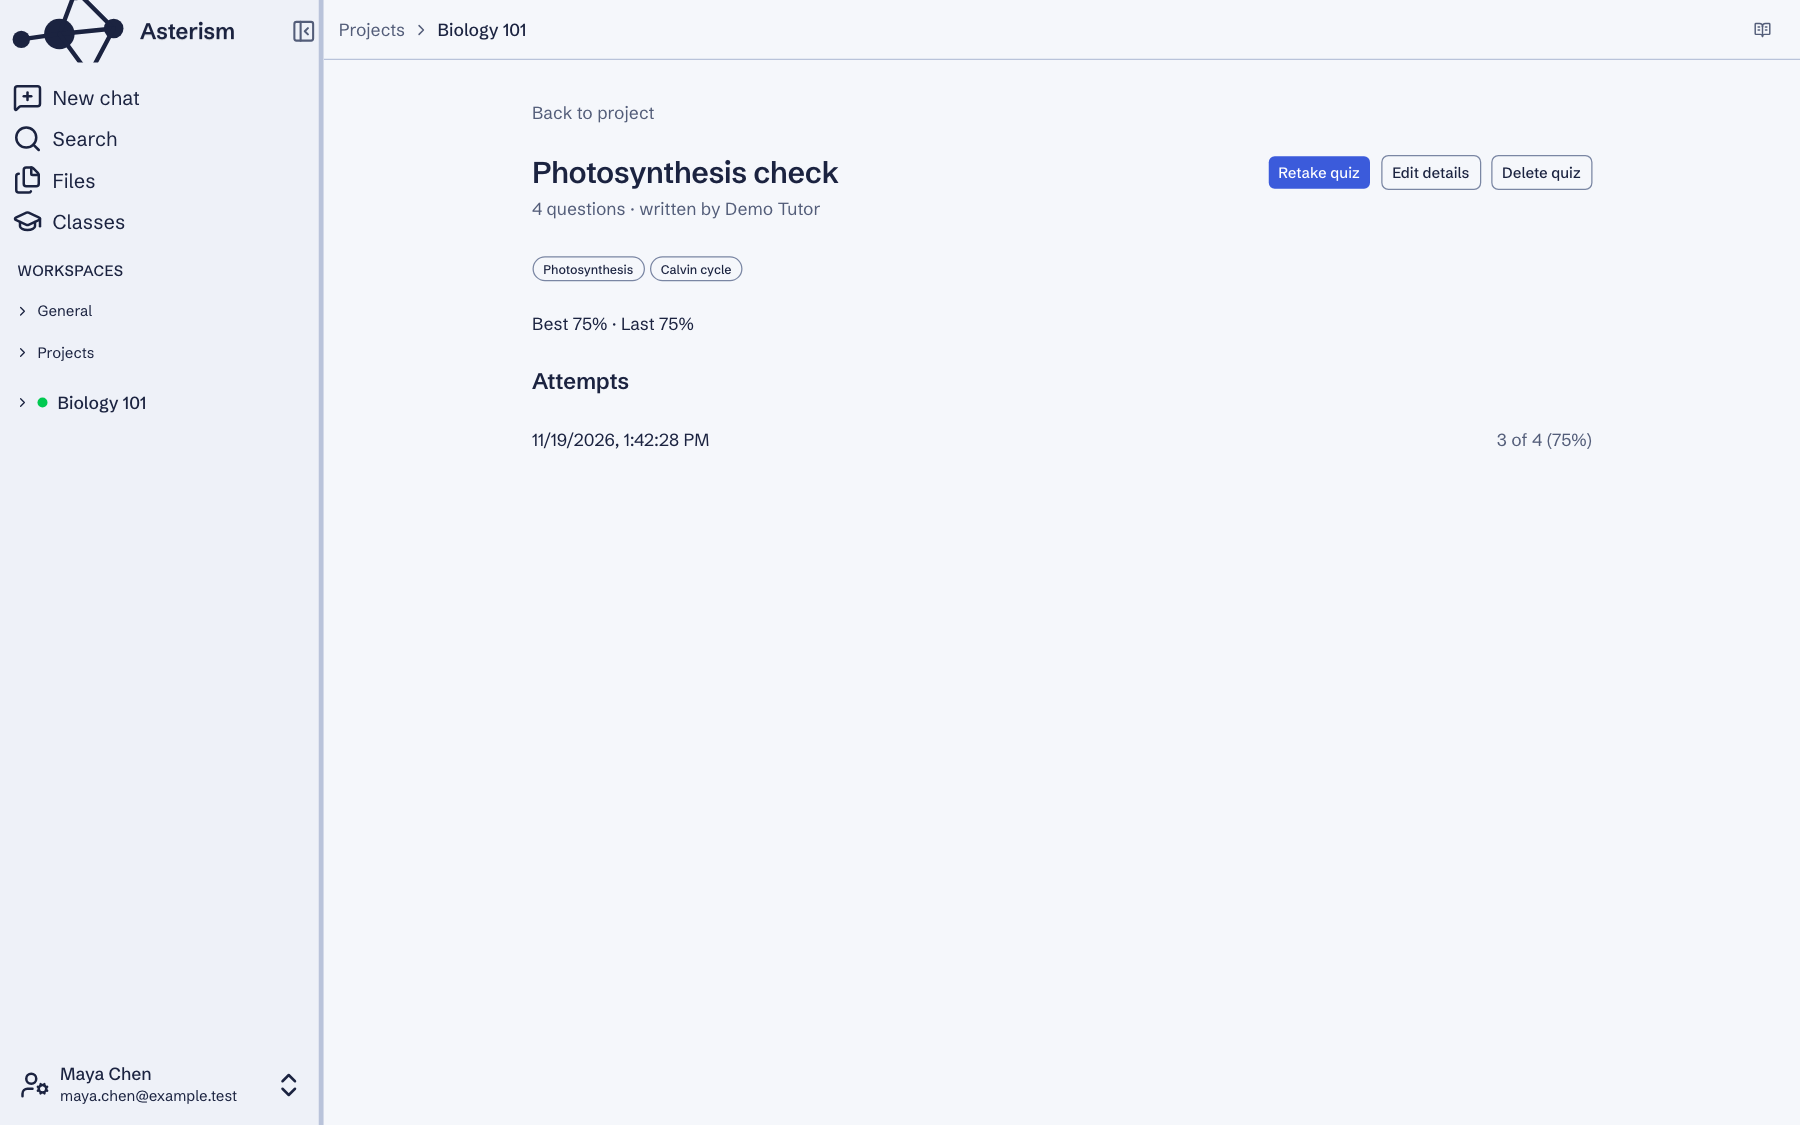 Asterism
New chat
Search
Files
Classes
WORKSPACES
General
Projects
Biology 101
Maya Chen
maya.chen@example.test
Projects > Biology 101
Back to project
Photosynthesis check
Retake quiz
Edit details
Delete quiz
4 questions · written by Demo Tutor
Photosynthesis
Calvin cycle
Best 75% · Last 75%
Attempts
11/19/2026, 1:42:28 PM
3 of 4 (75%)